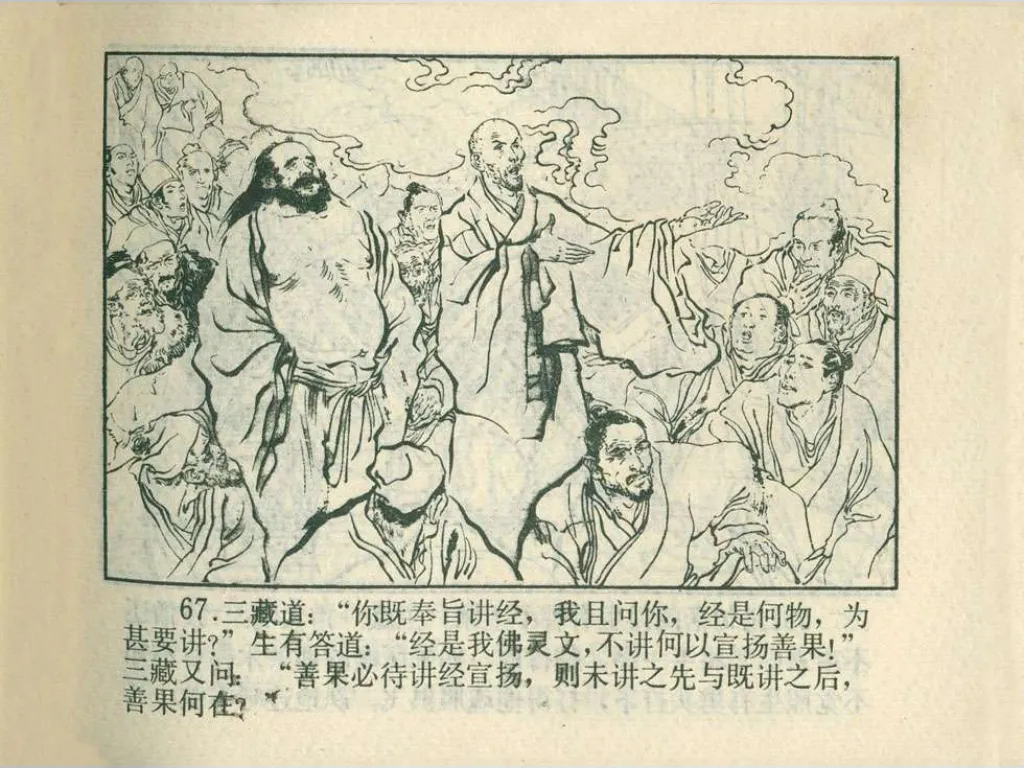 67.三藏道：“你既奉旨讲经，我且问你，经是何物，为
甚要讲?”生有答道：“经是我佛灵文,不讲何以宣扬善果!”
三藏又问：“善果必待讲经宣扬，则未讲之先与既讲之后，
善果何在?